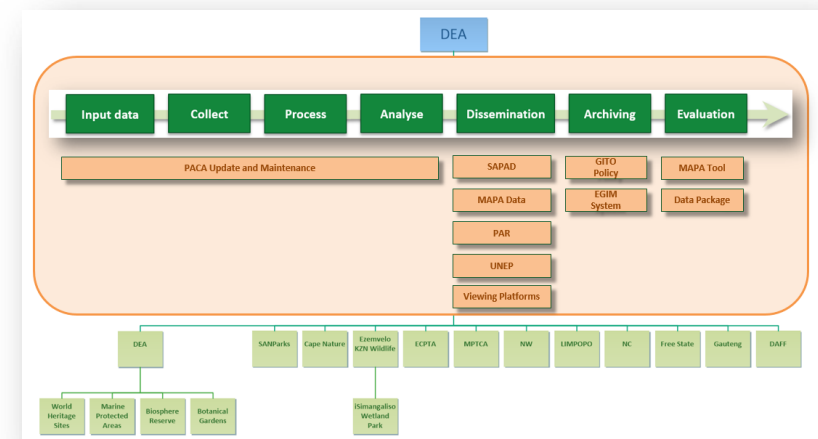 DEA
Input data
Collect
Process
Analyse
Dissemination
Archiving
Evaluation
PACA Update and Maintenance
SAPAD
GITO
Policy
MAPA Tool
MAPA Data
EGIM
System
Data Package
PAR
UNEP
Viewing Platforms
DEA
SANParks
Cape Nature
Ezemvelo
KZN Wildlife
ECPTA
MPTCA
NW
LIMPOPO
NC
Free State
Gauteng
DAFF
World
Heritage
Sites
Marine
Protected
Areas
Biosphere
Reserve
Botanical
Gardens
iSimangaliso
Wetland
Park